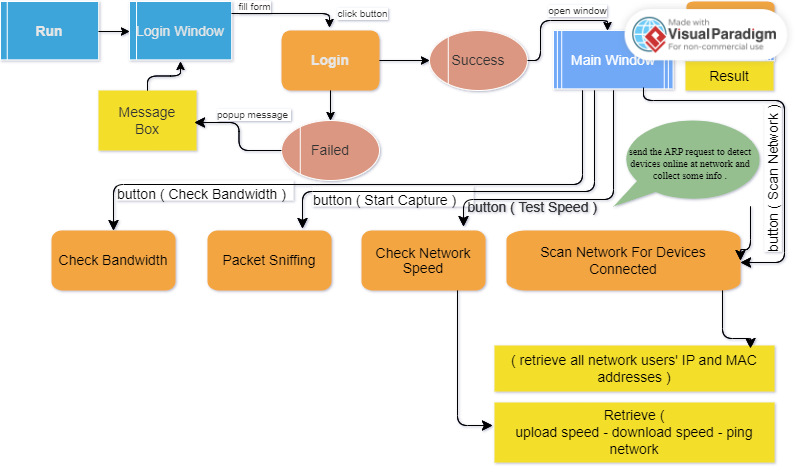 Run
Login Window
fill form
click button
Login
Success
open window
Main Window
Made with
VisualParadigm
For non-commercial use
Result
Message
Box
popup message
Failed
send the ARP request to detect
devices online at network and
collect some info .
button ( Scan Network )
button ( Check Bandwidth )
button ( Start Capture )
button ( Test Speed )
Check Bandwidth
Packet Sniffing
Check Network
Speed
Scan Network For Devices
Connected
( retrieve all network users' IP and MAC
addresses )
Retrieve (
upload speed - download speed - ping
network